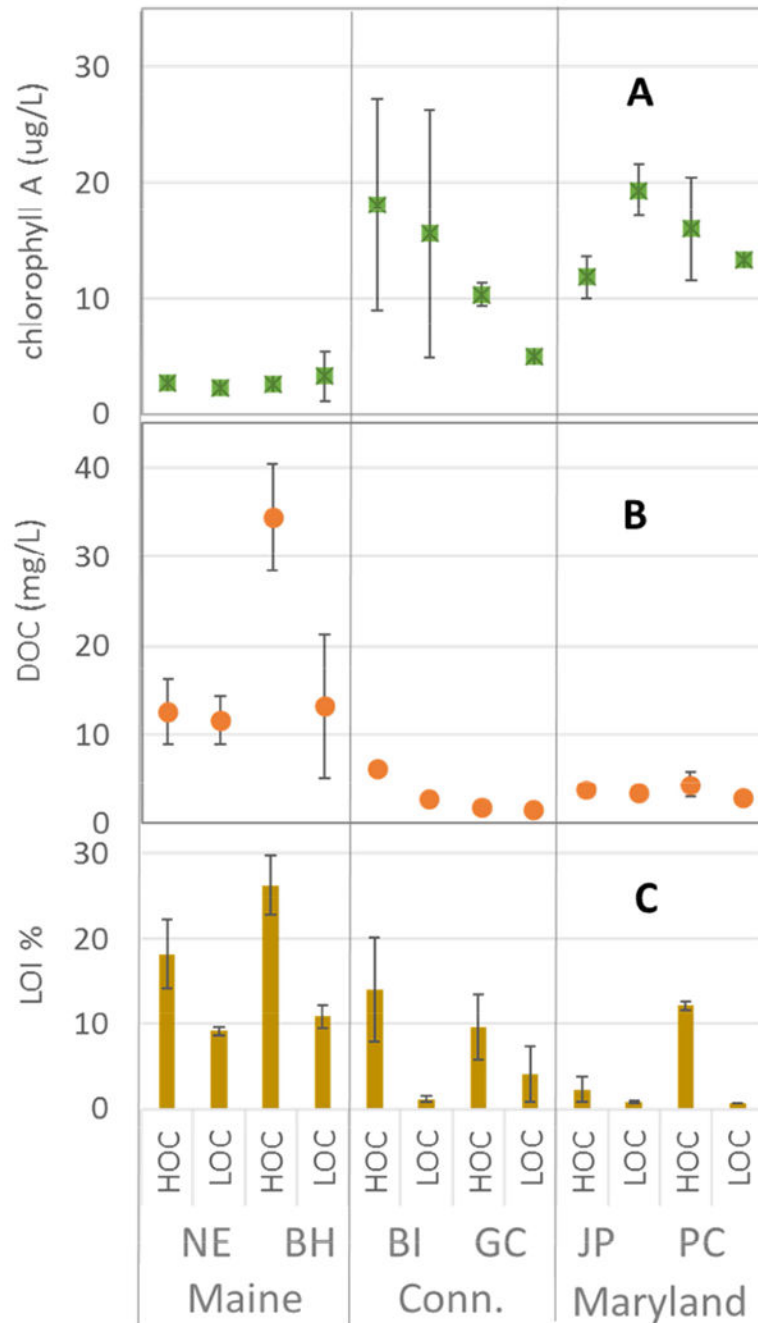 chlorophyll A (ug/L)
30
20
10
0
A
DOC (mg/L)
40
30
20
10
0
B
LOI %
30
20
10
0
C
HOC LOC HOC LOC HOC LOC HOC LOC HOC LOC HOC LOC
NE BH BI GC JP PC
Maine Conn. Maryland